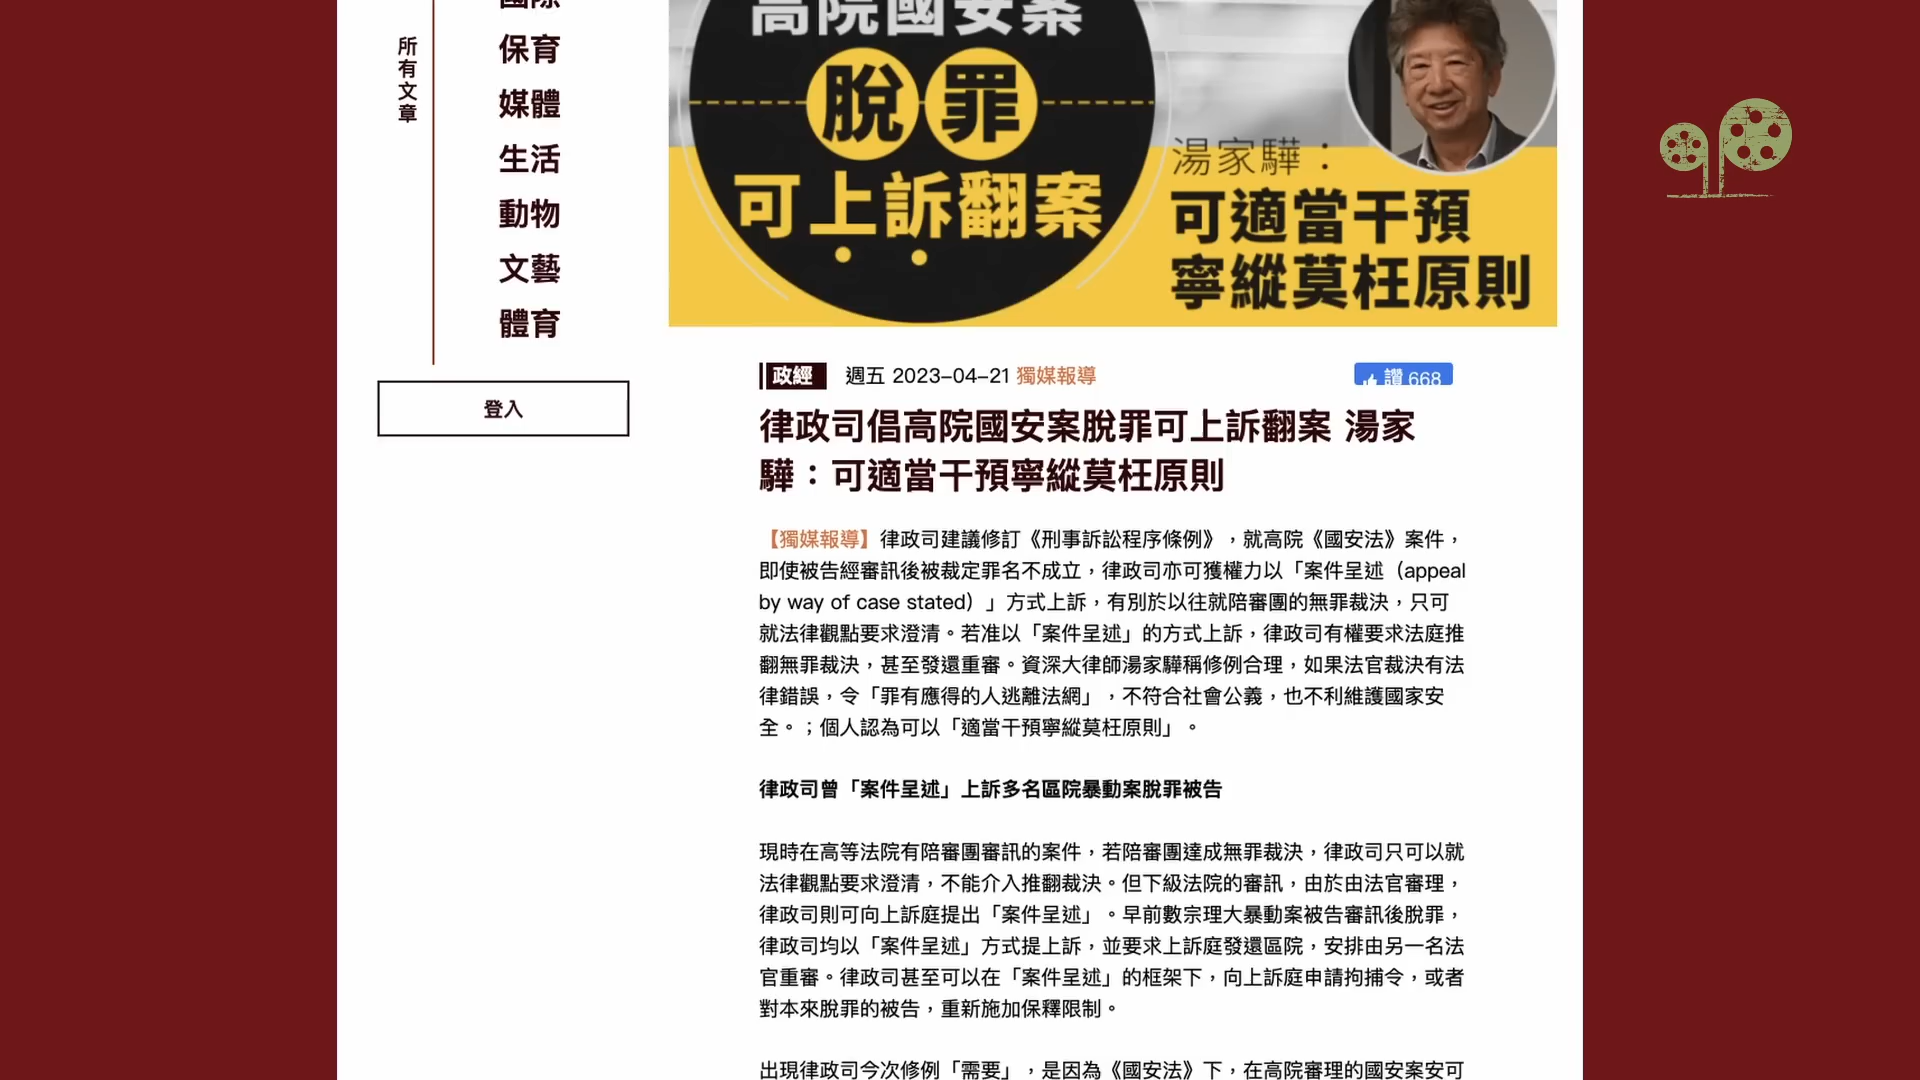 所有文章
國際
保育
媒體
生活
動物
文藝
體育
登入
高院國安案
脫罪
可上訴翻案
湯家驊：
可適當干預
寧縱莫枉原則
政經 週五 2023-04-21 獨媒報導
讚 668
律政司倡高院國安案脫罪可上訴翻案 湯家
驊：可適當干預寧縱莫枉原則
【獨媒報導】律政司建議修訂《刑事訴訟程序條例》，就高院《國安法》案件，
即使被告經審訊後被裁定罪名不成立，律政司亦可獲權力以「案件呈述（appeal
by way of case stated）」方式上訴，有別於以往就陪審團的無罪裁決，只可
就法律觀點要求澄清。若准以「案件呈述」的方式上訴，律政司有權要求法庭推
翻無罪裁決，甚至發還重審。資深大律師湯家驊稱修例合理，如果法官裁決有法
律錯誤，令「罪有應得的人逃離法網」，不符合社會公義，也不利維護國家安
全。；個人認為可以「適當干預寧縱莫枉原則」。
律政司曾「案件呈述」上訴多名區院暴動案脫罪被告
現時在高等法院有陪審團審訊的案件，若陪審團達成無罪裁決，律政司只可以就
法律觀點要求澄清，不能介入推翻裁決。但下級法院的審訊，由於由法官審理，
律政司則可向上訴庭提出「案件呈述」。早前數宗理大暴動案被告審訊後脫罪，
律政司均以「案件呈述」方式提上訴，並要求上訴庭發還區院，安排由另一名法
官重審。律政司甚至可以在「案件呈述」的框架下，向上訴庭申請拘捕令，或者
對本來脫罪的被告，重新施加保釋限制。
出現律政司今次修例「需要」，是因為《國安法》下，在高院審理的國安案安可